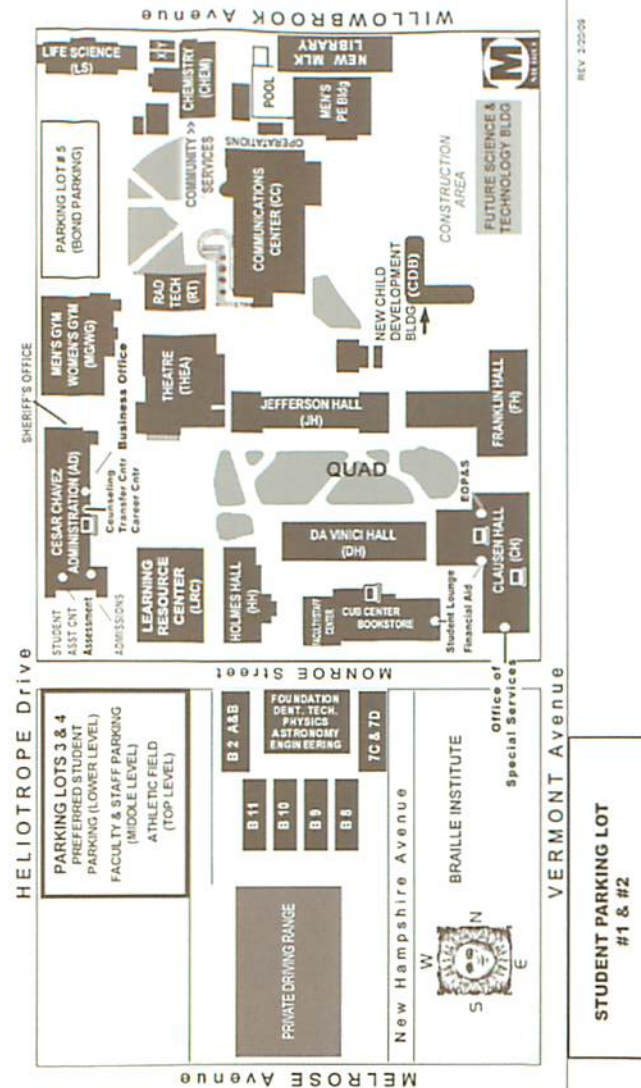 HELIOTROPE Drive
WILLOWBROOK Avenue
MELROSE Avenue
VERMONT Avenue
MONROE Street
New Hampshire Avenue
PARKING LOTS 3 & 4
PREFERRED STUDENT
PARKING (LOWER LEVEL)
FACULTY & STAFF PARKING
(MIDDLE LEVEL)
ATHLETIC FIELD
(TOP LEVEL)
B 2 A&B
FOUNDATION
DENT. TECH.
PHYSICS
ASTRONOMY
ENGINEERING
7C & 7D
B 11
B 10
B 9
B 8
PRIVATE DRIVING RANGE
BRAILLE INSTITUTE
W
N
S
E
STUDENT PARKING LOT
#1 & #2
SHERIFF'S OFFICE
CESAR CHAVEZ
ADMINISTRATION (AD)
Counseling
Transfer Cntr
Career Cntr
Business Office
STUDENT
ASST CNT
Assessment
ADMISSIONS
MEN'S GYM
WOMEN'S GYM
(MG/WG)
PARKING LOT # 5
(BOND PARKING)
LIFE SCIENCE
(LS)
X
Y
CHEMISTRY
(CHEM)
LEARNING
RESOURCE
CENTER
(LRC)
THEATRE
(THEA)
RAD
TECH
(RT)
COMMUNITY >>
SERVICES
OPERATATIONS
POOL
NEW MLK
LIBRARY
MEN'S
PE Bldg
COMMUNICATIONS
CENTER (CC)
HOLMES HALL
(HH)
JEFFERSON HALL
(JH)
QUAD
DA VINCI HALL
(DH)
FACULTY/STAFF
CENTER
CUB CENTER
BOOKSTORE
Student Lounge
Financial Aid
EOP&S
CLAUSEN HALL
(CH)
Office of
Special Services
FRANKLIN HALL
(FH)
NEW CHILD
DEVELOPMENT
BLDG (CDB)
CONSTRUCTION
AREA
FUTURE SCIENCE &
TECHNOLOGY BLDG
M
REV 2/20/09